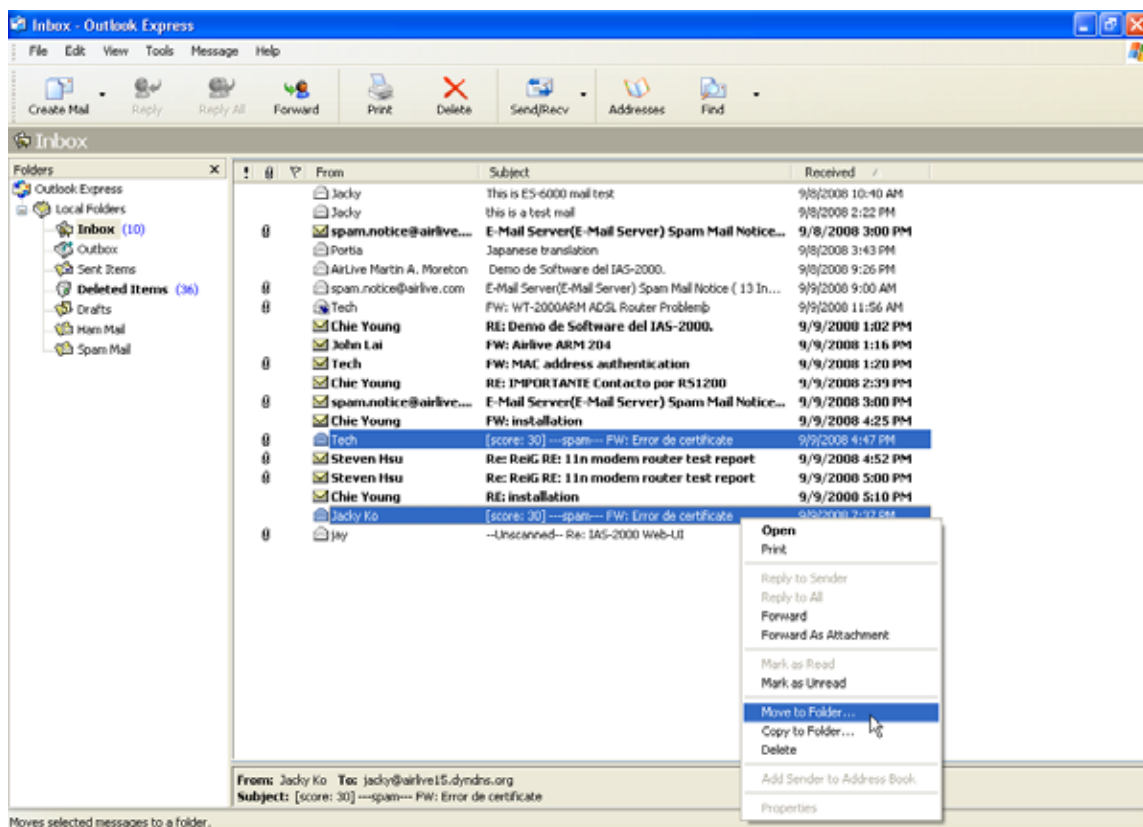 Inbox - Outlook Express
File Edit View Tools Message Help
Create Mail Reply Reply All Forward Print Delete Send/Recv Addresses Find
Inbox
Folders
Outlook Express
Local Folders
Inbox (10)
Outbox
Sent Items
Deleted Items (36)
Drafts
Ham Mail
Spam Mail
! From Subject Received
Jacky This is ES-6000 mail test 9/8/2008 10:40 AM
Jacky this is a test mail 9/8/2008 2:22 PM
spam.notice@airlive.... E-Mail Server(E-Mail Server) Spam Mail Notice... 9/8/2008 3:00 PM
Portia Japanese translation 9/8/2008 3:43 PM
AirLive Martin A. Moreton Demo de Software del IAS-2000. 9/8/2008 9:26 PM
spam.notice@airlive.com E-Mail Server(E-Mail Server) Spam Mail Notice ( 13 In... 9/9/2008 9:00 AM
Tech FW: WT-2000ARM ADSL Router Problemþ 9/9/2008 11:56 AM
Chie Young RE: Demo de Software del IAS-2000. 9/9/2008 1:02 PM
John Lai FW: Airlive ARM 204 9/9/2008 1:16 PM
Tech FW: MAC address authentication 9/9/2008 1:20 PM
Chie Young RE: IMPORTANTE Contacto por RS1200 9/9/2008 2:39 PM
spam.notice@airlive.... E-Mail Server(E-Mail Server) Spam Mail Notice... 9/9/2008 3:00 PM
Chie Young FW: installation 9/9/2008 4:25 PM
Tech [score: 30] ---spam--- FW: Error de certificate 9/9/2008 4:47 PM
Steven Hsu Re: ReiG RE: 11n modem router test report 9/9/2008 4:52 PM
Steven Hsu Re: ReiG RE: 11n modem router test report 9/9/2008 5:00 PM
Chie Young RE: installation 9/9/2008 5:10 PM
Jacky Ko [score: 30] ---spam--- FW: Error de certificate 9/9/2008 7:37 PM
jay --Unscanned-- Re: IAS-2000 Web-UI
Open
Print
Reply to Sender
Reply to All
Forward
Forward As Attachment
Mark as Read
Mark as Unread
Move to Folder...
Copy to Folder...
Delete
Add Sender to Address Book
Properties
From: Jacky Ko To: jacky@airlive15.dyndns.org
Subject: [score: 30] ---spam--- FW: Error de certificate
Moves selected messages to a folder.